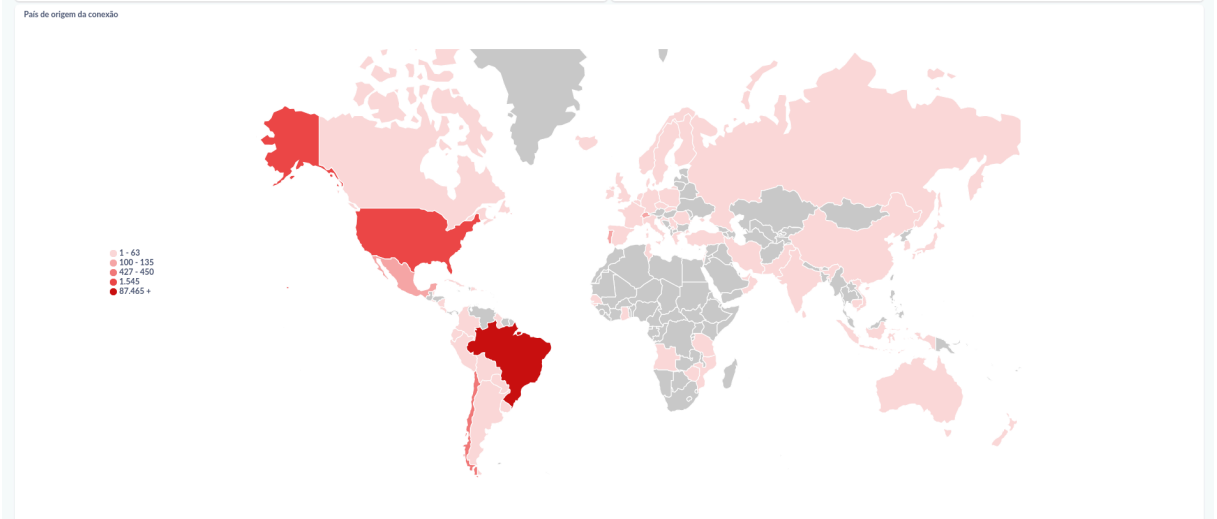 País de origem da conexão
1 - 63
100 - 135
427 - 450
1.545
87.465 +